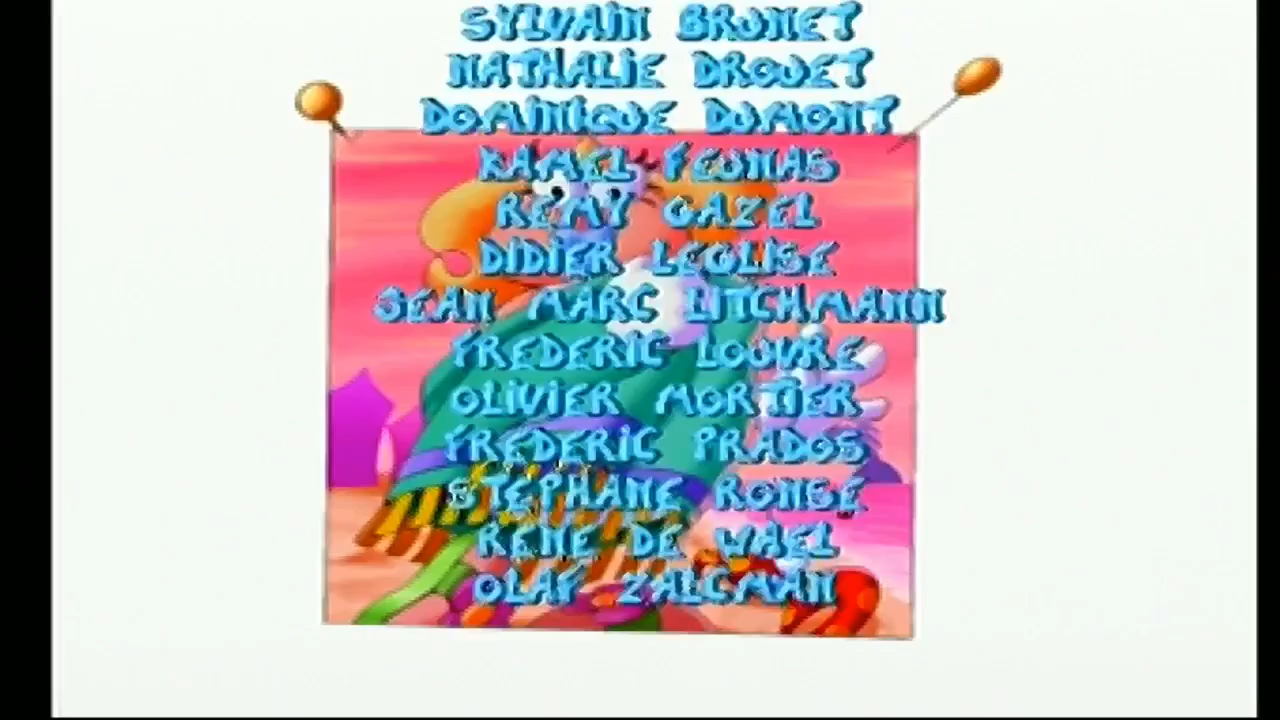 SYLVAIN BRUNET
NATHALIE DROUET
DOMINIQUE DUMONT
KAMEL FEUNAS
REMY GAZEL
DIDIER LEGLISE
JEAN MARC LITCHMANN
FREDERIC LOUVRE
OLIVIER MORTIER
FREDERIC PRADOS
STEPHANE RONSE
RENE DE WAEL
OLAF ZALCMAN